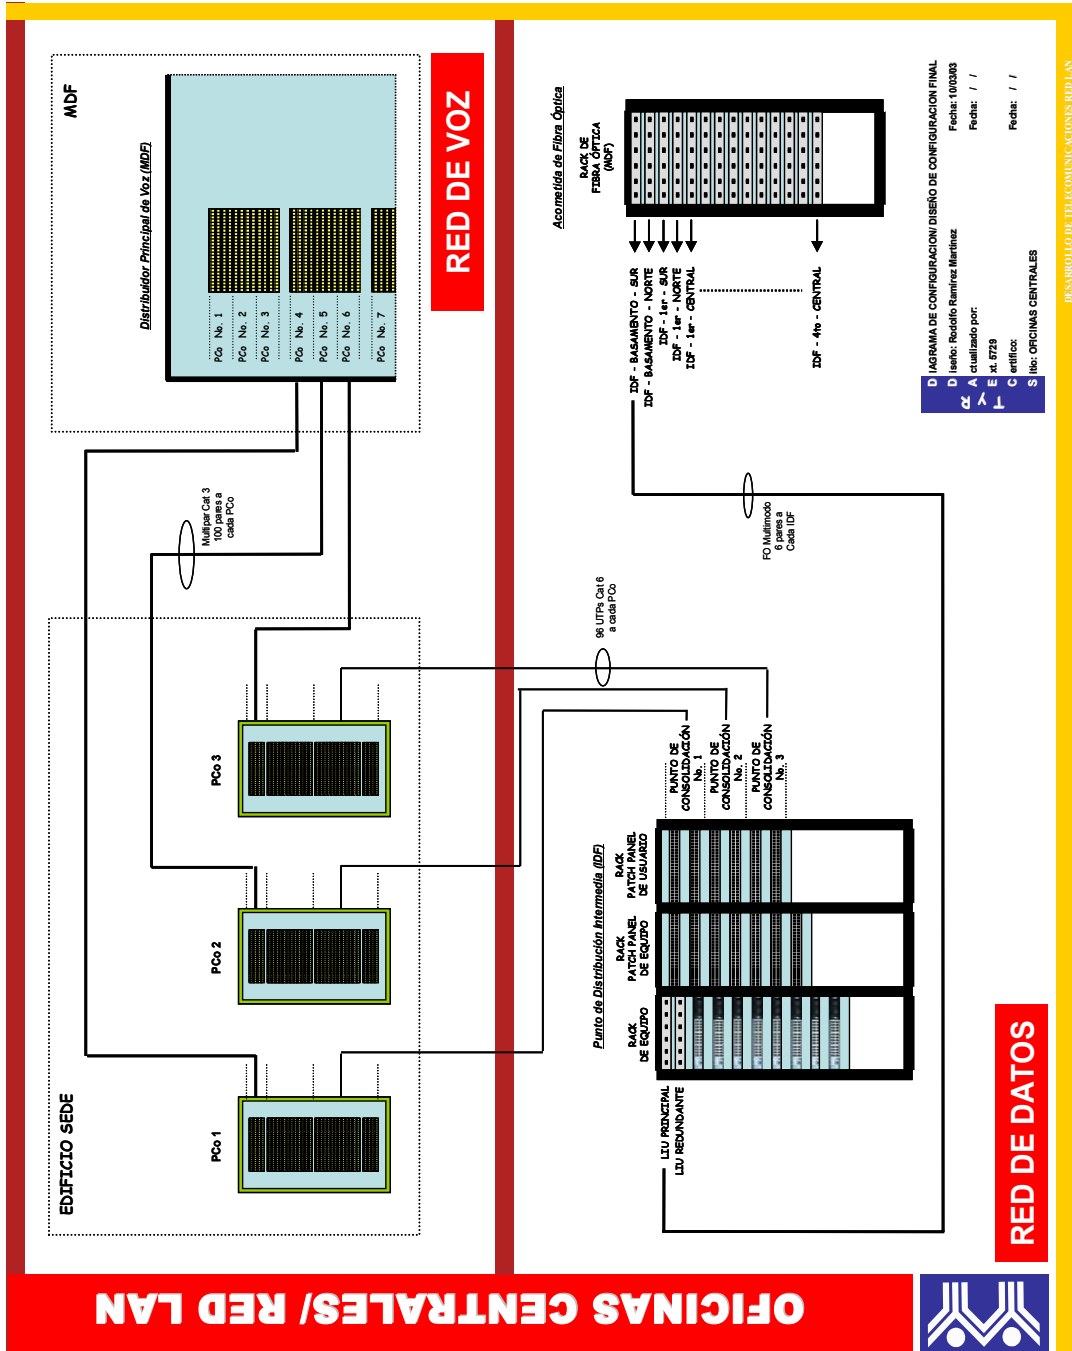 OFICINAS CENTRALES/ RED LAN
RED DE VOZ
MDF
Distribuidor Principal de Voz (MDF)
PCo No. 1
PCo No. 2
PCo No. 3
PCo No. 4
PCo No. 5
PCo No. 6
PCo No. 7
Multipar Cat 3
100 pares a
cada PCo
EDIFICIO SEDE
PCo 1
PCo 2
PCo 3
96 UTPs Cat 6
a cada PCo
RED DE DATOS
Acometida de Fibra Óptica
RACK DE
FIBRA ÓPTICA
(MDF)
IDF - BASAMENTO - SUR
IDF - BASAMENTO - NORTE
IDF - 1er - SUR
IDF - 1er - NORTE
IDF - 1er - CENTRAL
IDF - 4to - CENTRAL
FO Multimodo
6 pares a
Cada IDF
Punto de Distribución Intermedia (IDF)
RACK
DE EQUIPO
RACK
PATCH PANEL
DE EQUIPO
RACK
PATCH PANEL
DE USUARIO
PUNTO DE
CONSOLIDACIÓN
No. 1
PUNTO DE
CONSOLIDACIÓN
No. 2
PUNTO DE
CONSOLIDACIÓN
No. 3
LIU PRINCIPAL
LIU REDUNDANTE
T y R
DIAGRAMA DE CONFIGURACION/ DISEÑO DE CONFIGURACION FINAL
Diseño: Rodolfo Ramírez Martínez Fecha: 10/03/03
Actualizado por: Fecha: / /
Ext. 5729
Certifico: Fecha: / /
Sitio: OFICINAS CENTRALES
DESARROLLO DE TELECOMUNICACIONES RED LAN